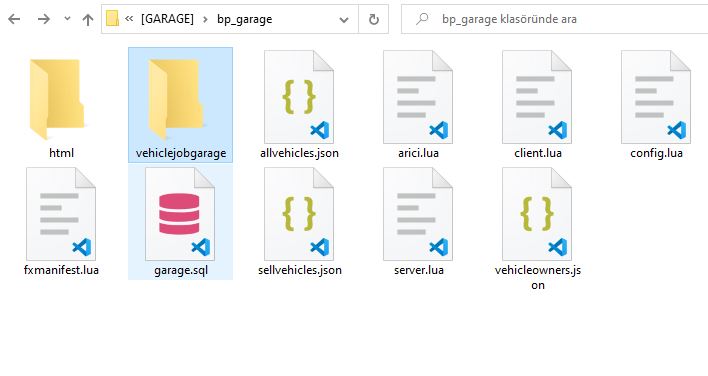 « [GARAGE] › bp_garage
bp_garage klasöründe ara
html
vehiclejobgarage
allvehicles.json
arici.lua
client.lua
config.lua
fxmanifest.lua
garage.sql
sellvehicles.json
server.lua
vehicleowners.js
on